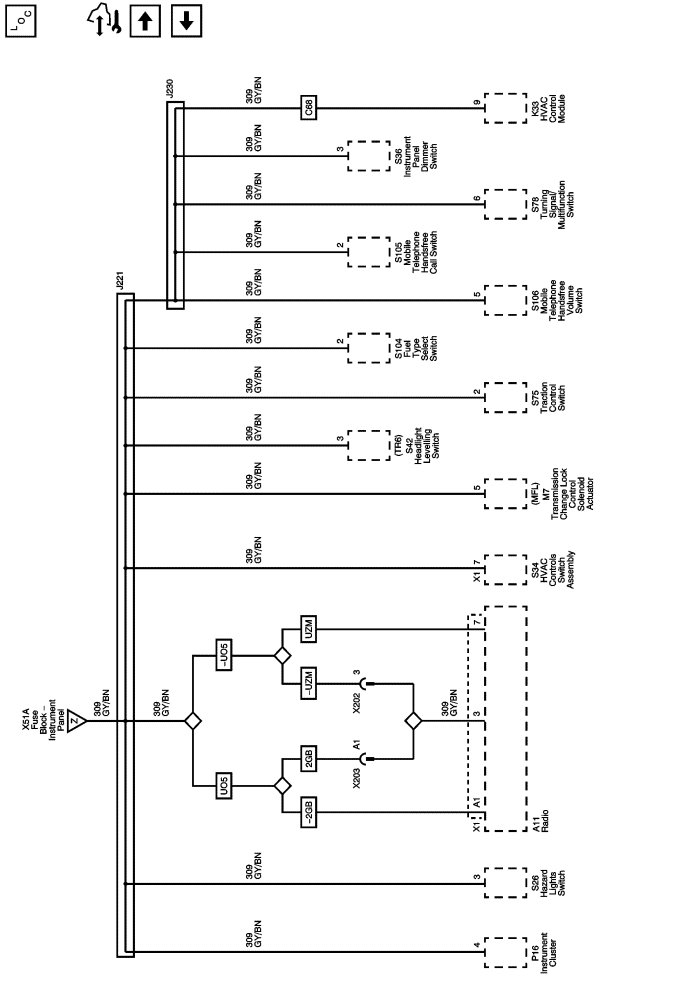 LOC
J230
309
GY/BN
C68
9
K33
HVAC
Control
Module
309
GY/BN
3
S36
Instrument
Panel
Dimmer
Switch
309
GY/BN
6
S78
Turning
Signal/
Multifunction
Switch
309
GY/BN
2
S105
Mobile
Telephone
Handsfree
Call Switch
J221
309
GY/BN
5
S106
Mobile
Telephone
Handsfree
Volume
Switch
309
GY/BN
2
S104
Fuel
Type
Select
Switch
309
GY/BN
2
S75
Traction
Control
Switch
309
GY/BN
3
(TR6)
S42
Headlight
Levelling
Switch
309
GY/BN
5
(MFL)
M7
Transmission
Change Lock
Control
Solenoid
Actuator
309
GY/BN
X1
7
S34
HVAC
Controls
Switch
Assembly
X51A
Fuse
Block –
Instrument
Panel
Z
309
GY/BN
309
GY/BN
–UO5
UZM
7
–UZM
3
X202
309
GY/BN
3
UO5
2GB
A1
X203
–2GB
A1
X1
A11
Radio
309
GY/BN
3
S26
Hazard
Lights
Switch
309
GY/BN
4
P16
Instrument
Cluster